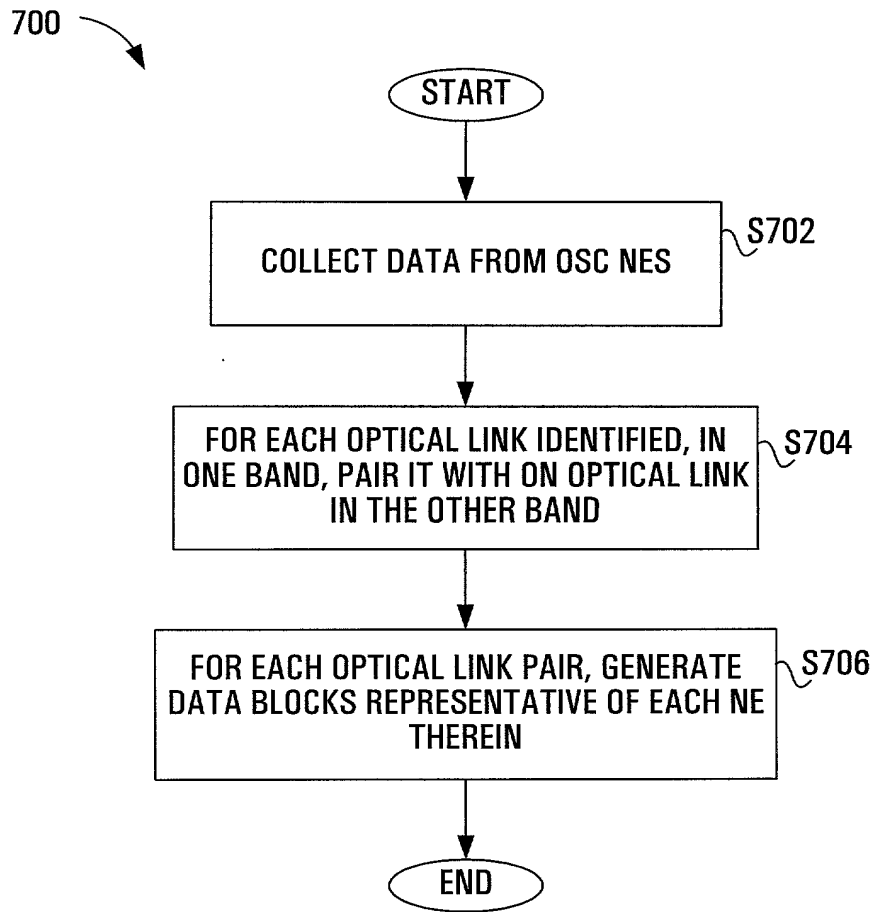 700
START
COLLECT DATA FROM OSC NES
S702
FOR EACH OPTICAL LINK IDENTIFIED, IN
ONE BAND, PAIR IT WITH ON OPTICAL LINK
IN THE OTHER BAND
S704
FOR EACH OPTICAL LINK PAIR, GENERATE
DATA BLOCKS REPRESENTATIVE OF EACH NE
THEREIN
S706
END